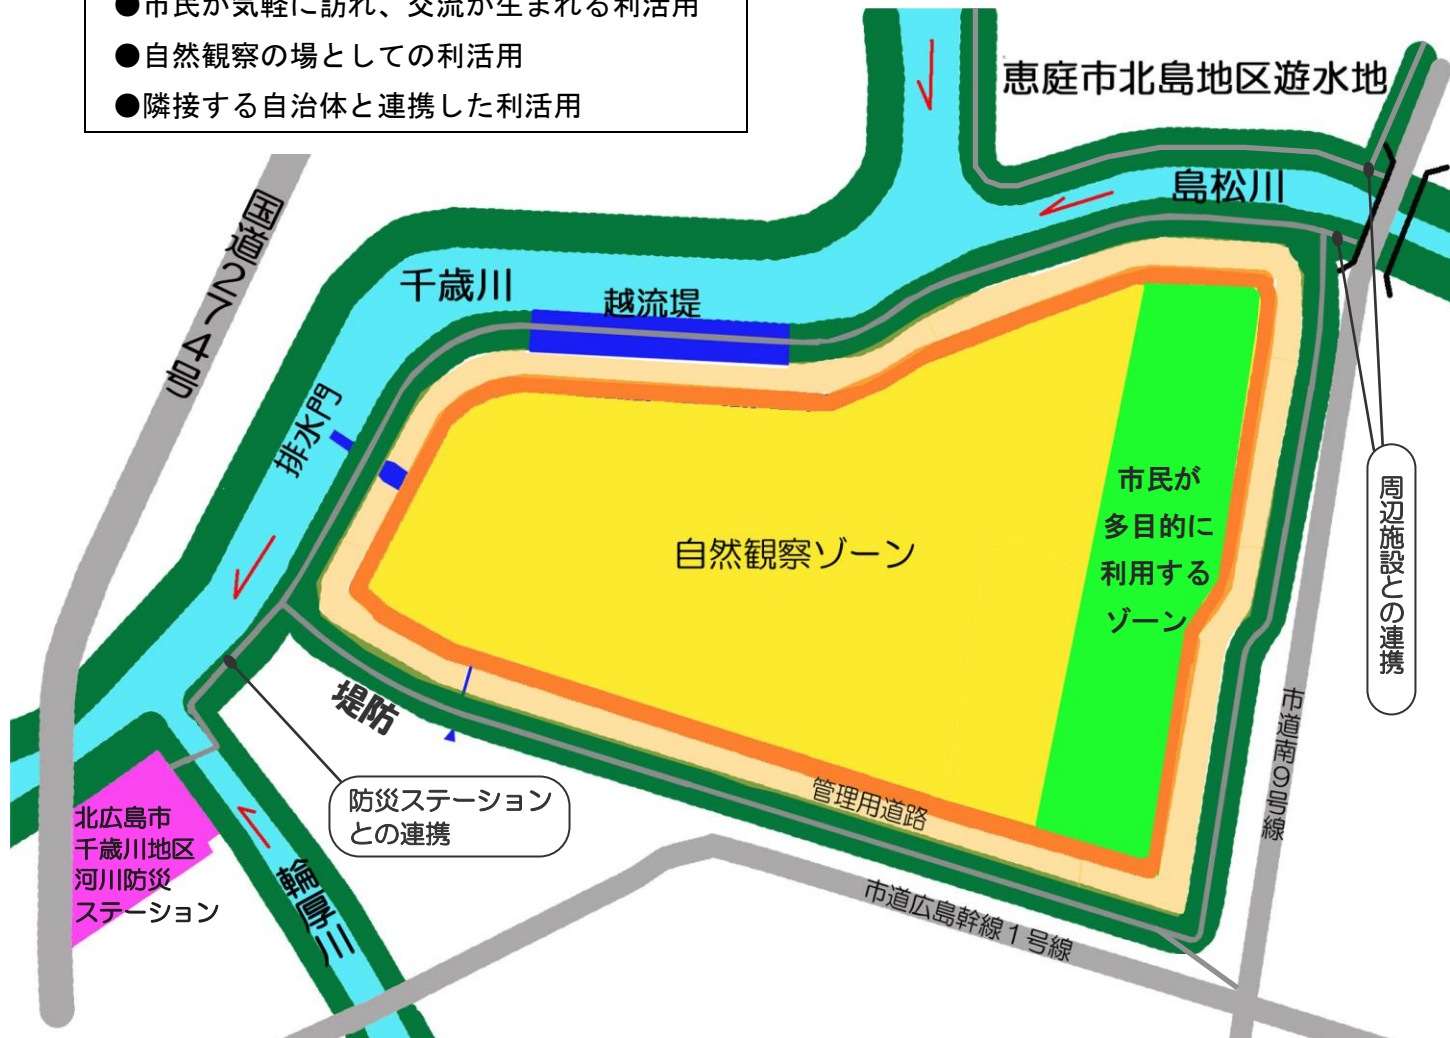 ●市民が気軽に訪れ、交流が生まれる利活用
●自然観察の場としての利活用
●隣接する自治体と連携した利活用
恵庭市北島地区遊水地
島松川
国道274号
千歳川
越流堤
排水門
市民が
多目的に
利用する
ゾーン
自然観察ゾーン
周辺施設との連携
堤防
市道南9号線
管理用道路
防災ステーション
との連携
北広島市
千歳川地区
河川防災
ステーション
輪厚川
市道広島幹線1号線